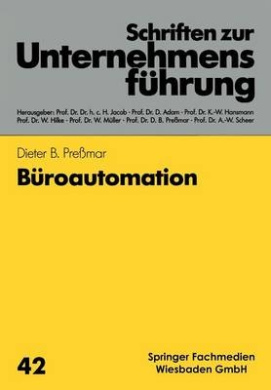 Schriften zur
Unternehmens
führung
Herausgeber: Prof. Dr. Dr. h. c. H. Jacob · Prof. Dr. D. Adam · Prof. Dr. K.-W. Hansmann
Prof. Dr. W. Hilke · Prof. Dr. W. Müller · Prof. Dr. D. B. Preßmar · Prof. Dr. A.-W. Scheer
Dieter B. Preßmar
Büroautomation
42
Springer Fachmedien
Wiesbaden GmbH